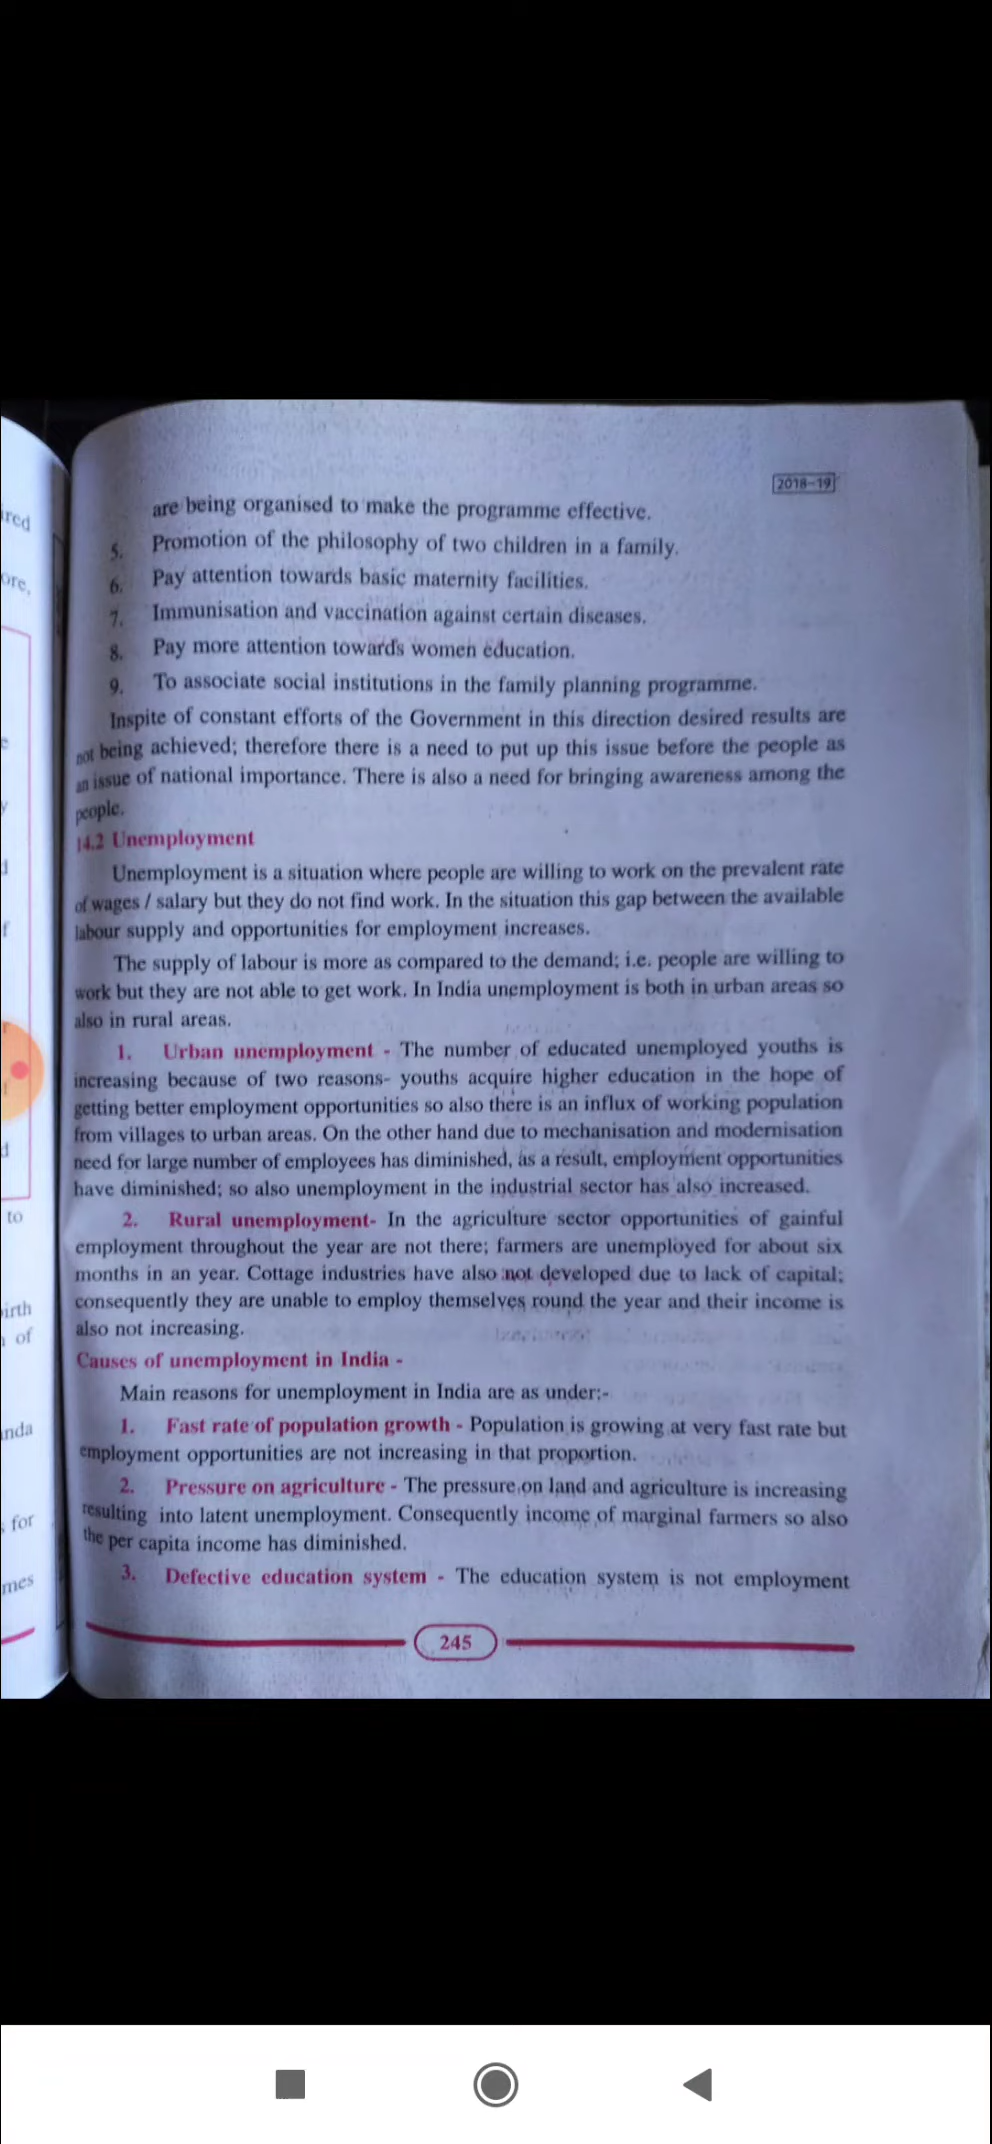 2018-19
are being organised to make the programme effective.
5. Promotion of the philosophy of two children in a family.
6. Pay attention towards basic maternity facilities.
7. Immunisation and vaccination against certain diseases.
8. Pay more attention towards women education.
9. To associate social institutions in the family planning programme.
Inspite of constant efforts of the Government in this direction desired results are
not being achieved; therefore there is a need to put up this issue before the people as
an issue of national importance. There is also a need for bringing awareness among the
people.
14.2 Unemployment
Unemployment is a situation where people are willing to work on the prevalent rate
of wages / salary but they do not find work. In the situation this gap between the available
labour supply and opportunities for employment increases.
The supply of labour is more as compared to the demand; i.e. people are willing to
work but they are not able to get work. In India unemployment is both in urban areas so
also in rural areas.
1. Urban unemployment - The number of educated unemployed youths is
increasing because of two reasons- youths acquire higher education in the hope of
getting better employment opportunities so also there is an influx of working population
from villages to urban areas. On the other hand due to mechanisation and modernisation
need for large number of employees has diminished, as a result, employment opportunities
have diminished; so also unemployment in the industrial sector has also increased.
2. Rural unemployment- In the agriculture sector opportunities of gainful
employment throughout the year are not there; farmers are unemployed for about six
months in an year. Cottage industries have also not developed due to lack of capital;
consequently they are unable to employ themselves round the year and their income is
also not increasing.
Causes of unemployment in India -
Main reasons for unemployment in India are as under:-
1. Fast rate of population growth - Population is growing at very fast rate but
employment opportunities are not increasing in that proportion.
2. Pressure on agriculture - The pressure on land and agriculture is increasing
resulting into latent unemployment. Consequently income of marginal farmers so also
the per capita income has diminished.
3. Defective education system - The education system is not employment
245
to
of
for